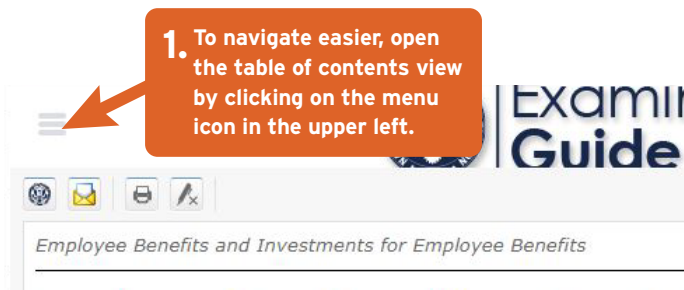 1. To navigate easier, open
the table of contents view
by clicking on the menu
icon in the upper left.
Guide
Employee Benefits and Investments for Employee Benefits